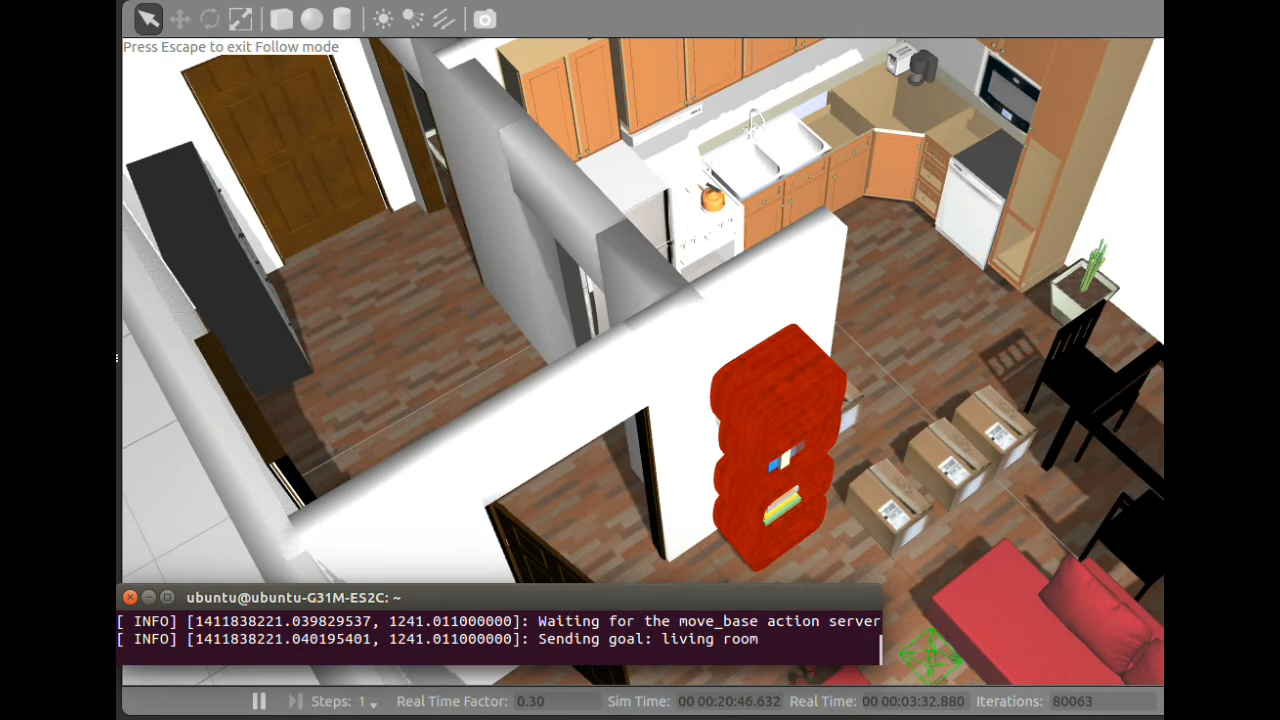 Press Escape to exit Follow mode
ubuntu@ubuntu-G31M-ES2C: ~
[ INFO] [1411838221.039829537, 1241.011000000]: Waiting for the move_base action server
[ INFO] [1411838221.040195401, 1241.011000000]: Sending goal: living room
Steps: 1 Real Time Factor: 0.30 Sim Time: 00 00:20:46.632 Real Time: 00 00:03:32.880 Iterations: 80063